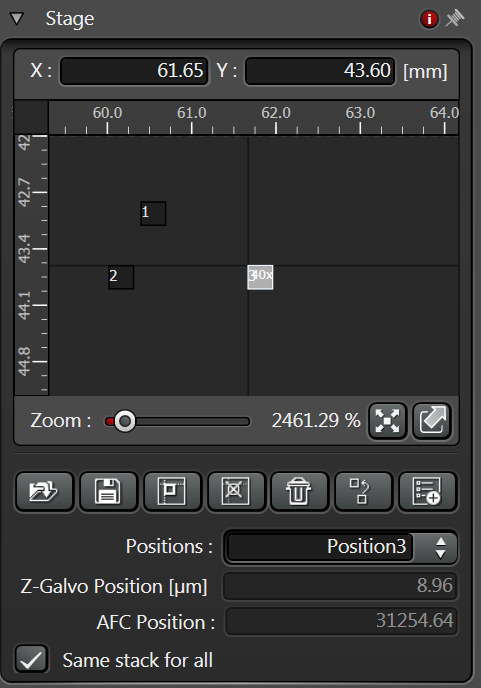 Stage
X : 61.65 Y : 43.60 [mm]
60.0 61.0 62.0 63.0 64.0
42
42.7
43.4
44.1
44.8
1
2
3 40x
Zoom : 2461.29 %
Positions : Position3
Z-Galvo Position [µm] 8.96
AFC Position : 31254.64
Same stack for all